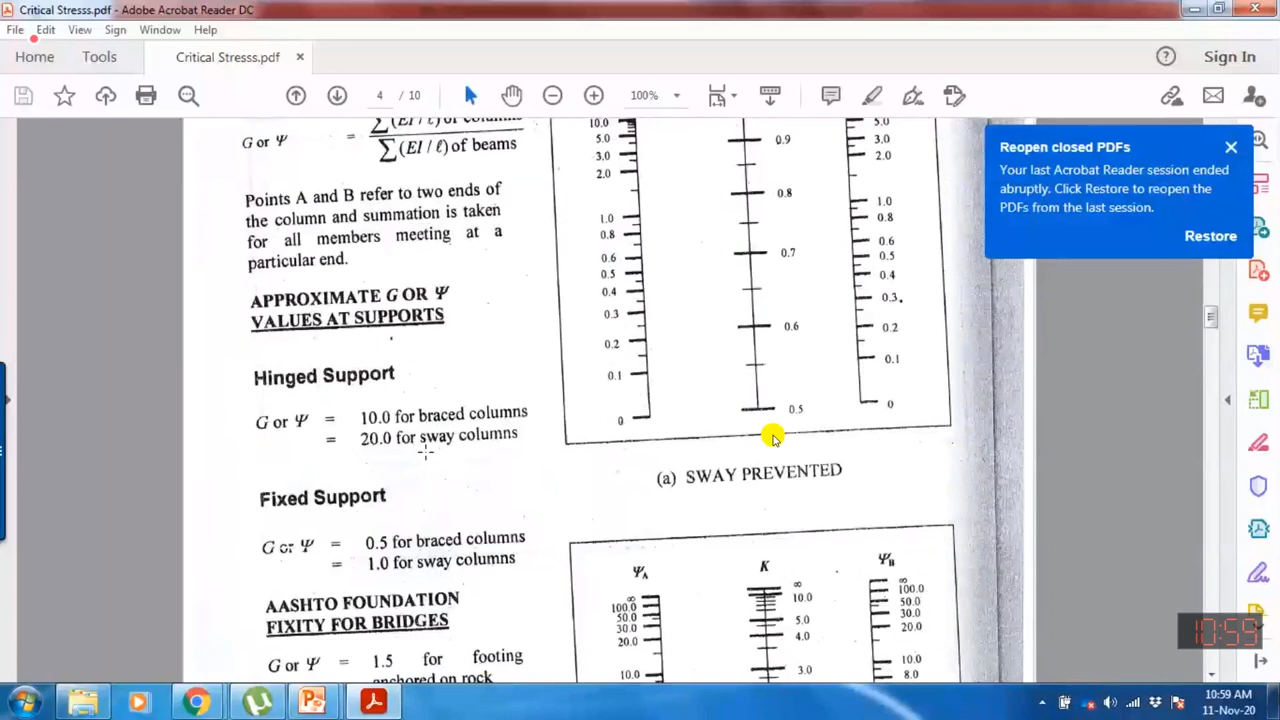 Critical Stresss.pdf - Adobe Acrobat Reader DC
File Edit View Sign Window Help
Home Tools Critical Stresss.pdf × ? Sign In
4 / 10 100%
G or Ψ = ∑(EI / ℓ) of columns
∑(EI / ℓ) of beams
Points A and B refer to two ends of
the column and summation is taken
for all members meeting at a
particular end.
APPROXIMATE G OR Ψ
VALUES AT SUPPORTS
Hinged Support
G or Ψ = 10.0 for braced columns
= 20.0 for sway columns
Fixed Support
G or Ψ = 0.5 for braced columns
= 1.0 for sway columns
AASHTO FOUNDATION
FIXITY FOR BRIDGES
G or Ψ = 1.5 for footing
anchored on rock
10.0
5.0
3.0
2.0
1.0
0.8
0.6
0.5
0.4
0.3
0.2
0.1
0
0.9
0.8
0.7
0.6
0.5
5.0
3.0
2.0
1.0
0.8
0.6
0.5
0.4
0.3
0.2
0.1
0
(a) SWAY PREVENTED
ΨA K ΨB
∞
100.0
50.0
30.0
20.0
10.0
∞
10.0
5.0
4.0
3.0
∞
100.0
50.0
30.0
20.0
10.0
8.0
Reopen closed PDFs
Your last Acrobat Reader session ended
abruptly. Click Restore to reopen the
PDFs from the last session.
Restore
10:59
10:59 AM
11-Nov-20